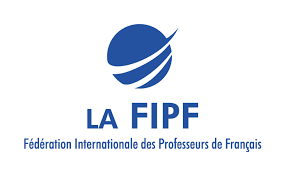 LA FIPF
Fédération Internationale des Professeurs de Français